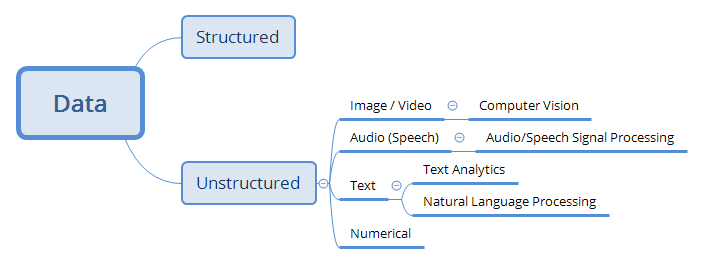 Data
Structured
Unstructured
Image / Video
Computer Vision
Audio (Speech)
Audio/Speech Signal Processing
Text
Text Analytics
Natural Language Processing
Numerical